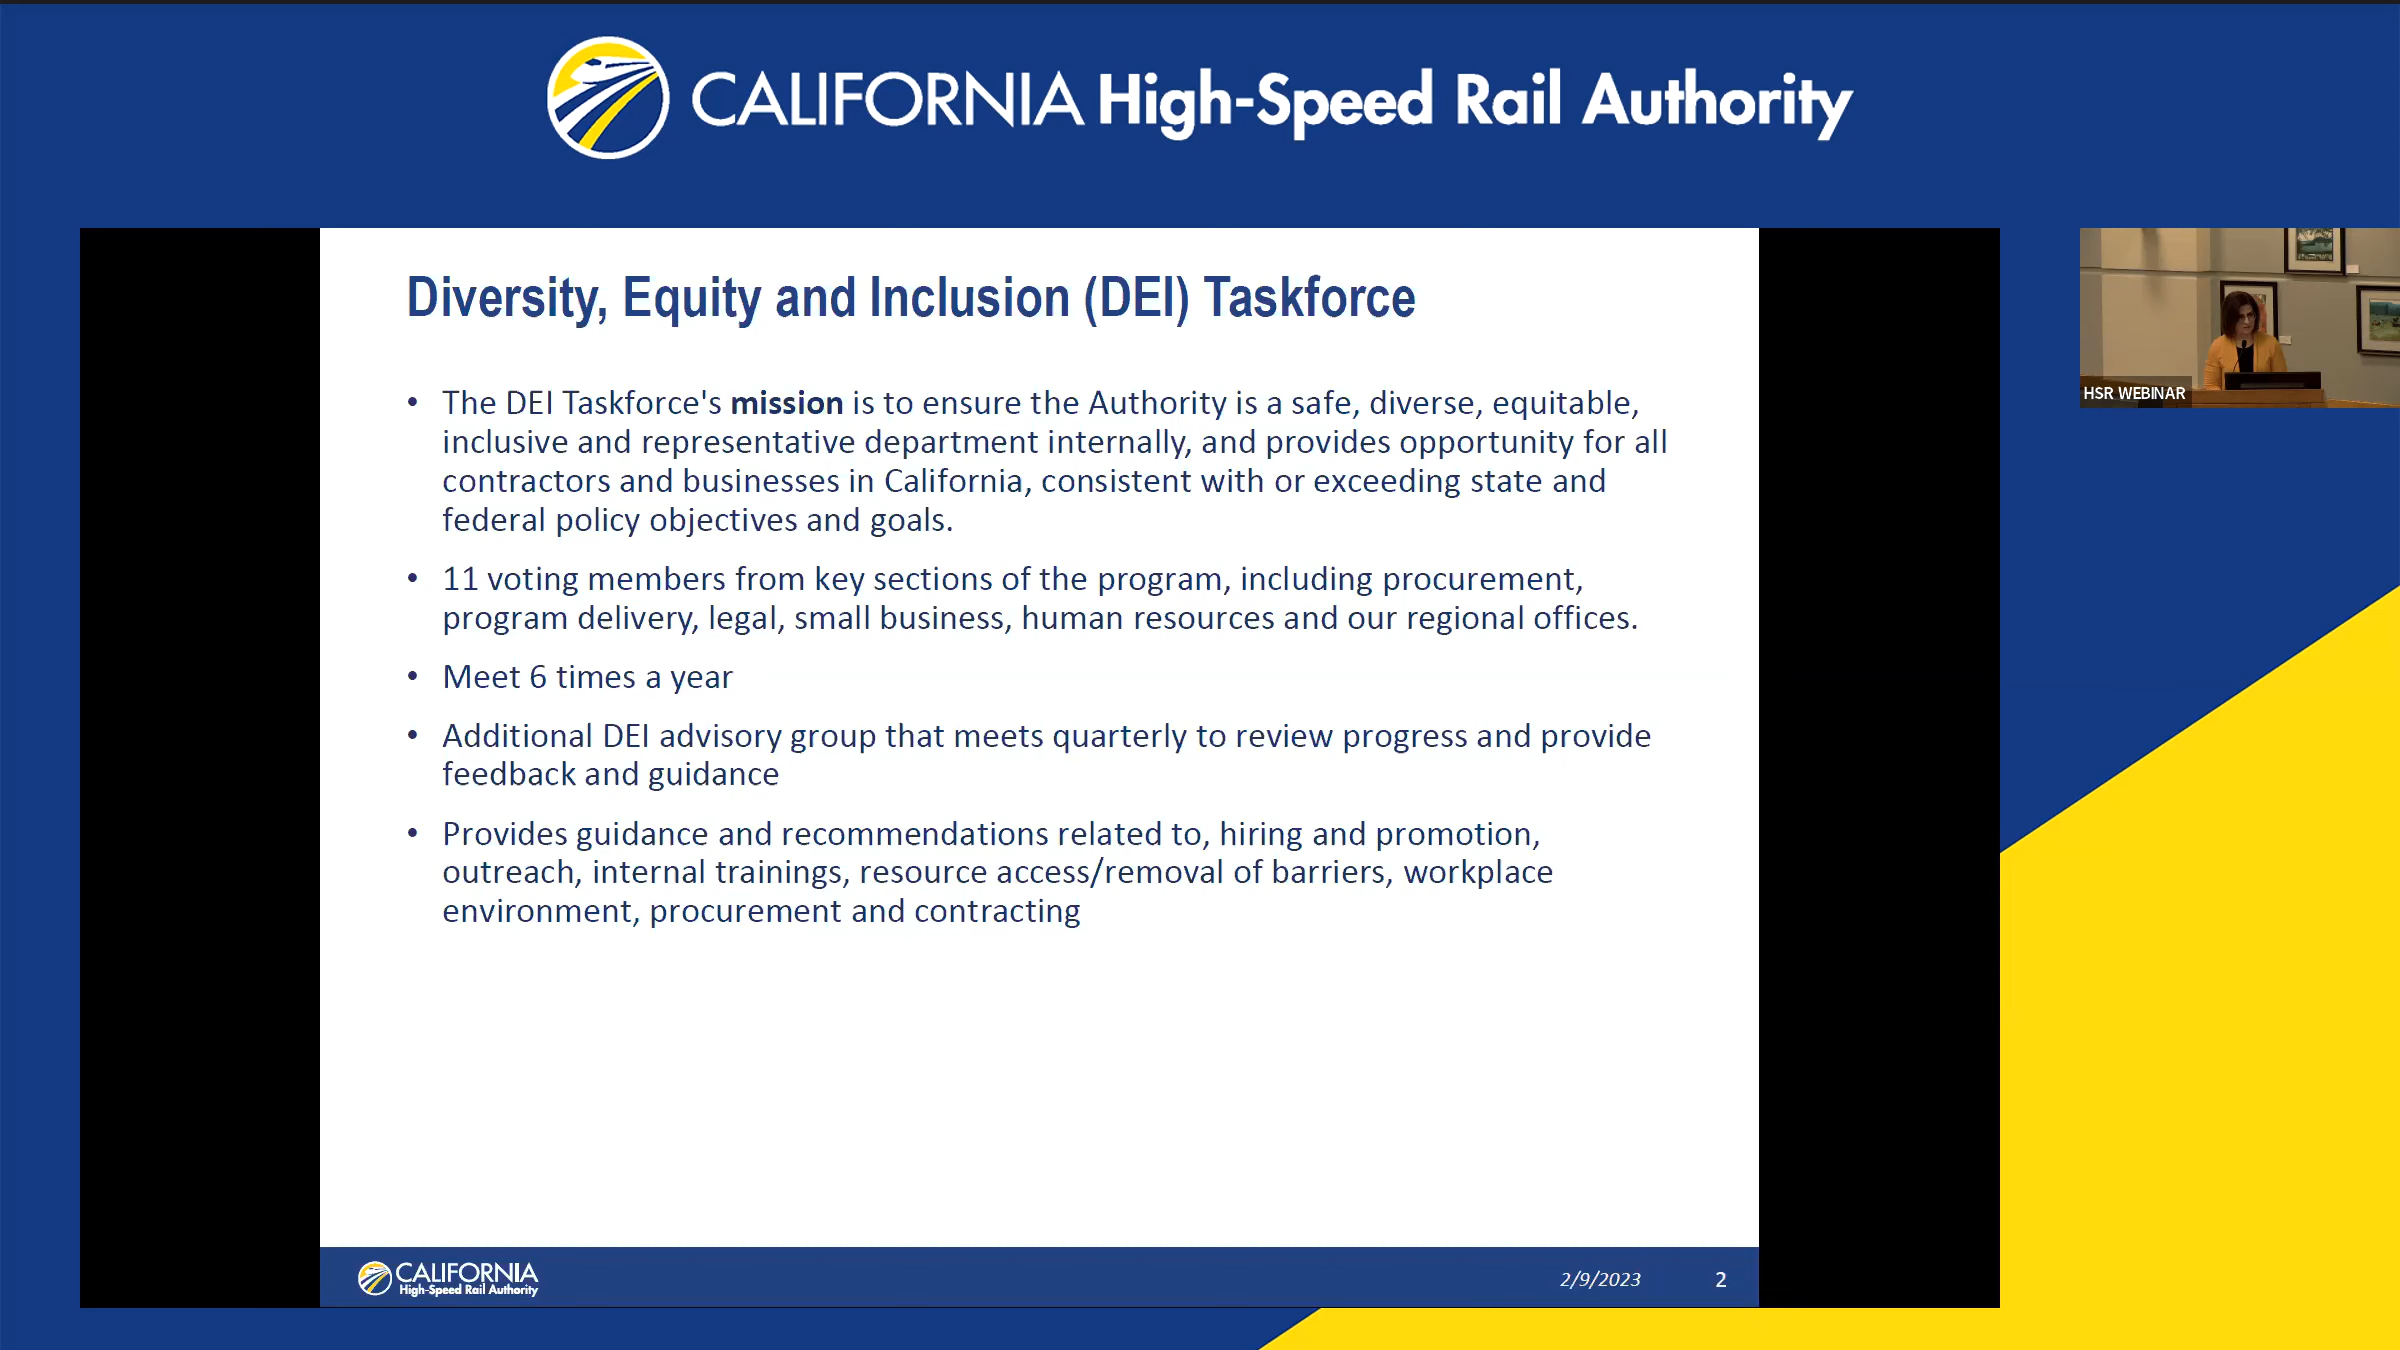 CALIFORNIA High-Speed Rail Authority
Diversity, Equity and Inclusion (DEI) Taskforce
• The DEI Taskforce's mission is to ensure the Authority is a safe, diverse, equitable,
inclusive and representative department internally, and provides opportunity for all
contractors and businesses in California, consistent with or exceeding state and
federal policy objectives and goals.
• 11 voting members from key sections of the program, including procurement,
program delivery, legal, small business, human resources and our regional offices.
• Meet 6 times a year
• Additional DEI advisory group that meets quarterly to review progress and provide
feedback and guidance
• Provides guidance and recommendations related to, hiring and promotion,
outreach, internal trainings, resource access/removal of barriers, workplace
environment, procurement and contracting
CALIFORNIA
High-Speed Rail Authority
2/9/2023
2
HSR WEBINAR